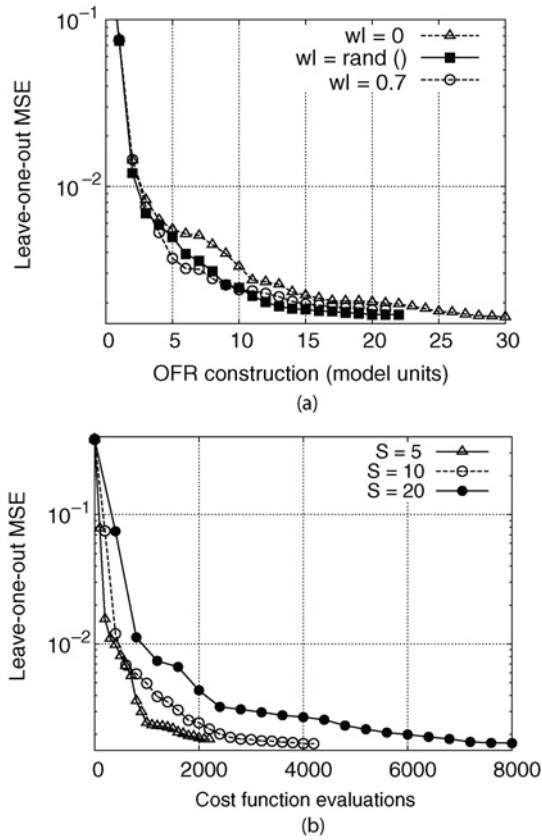 10⁻¹
wl = 0
wl = rand ()
wl = 0.7
10⁻²
Leave-one-out MSE
0 5 10 15 20 25 30
OFR construction (model units)
(a)
S = 5
S = 10
S = 20
10⁻¹
10⁻²
Leave-one-out MSE
0 2000 4000 6000 8000
Cost function evaluations
(b)